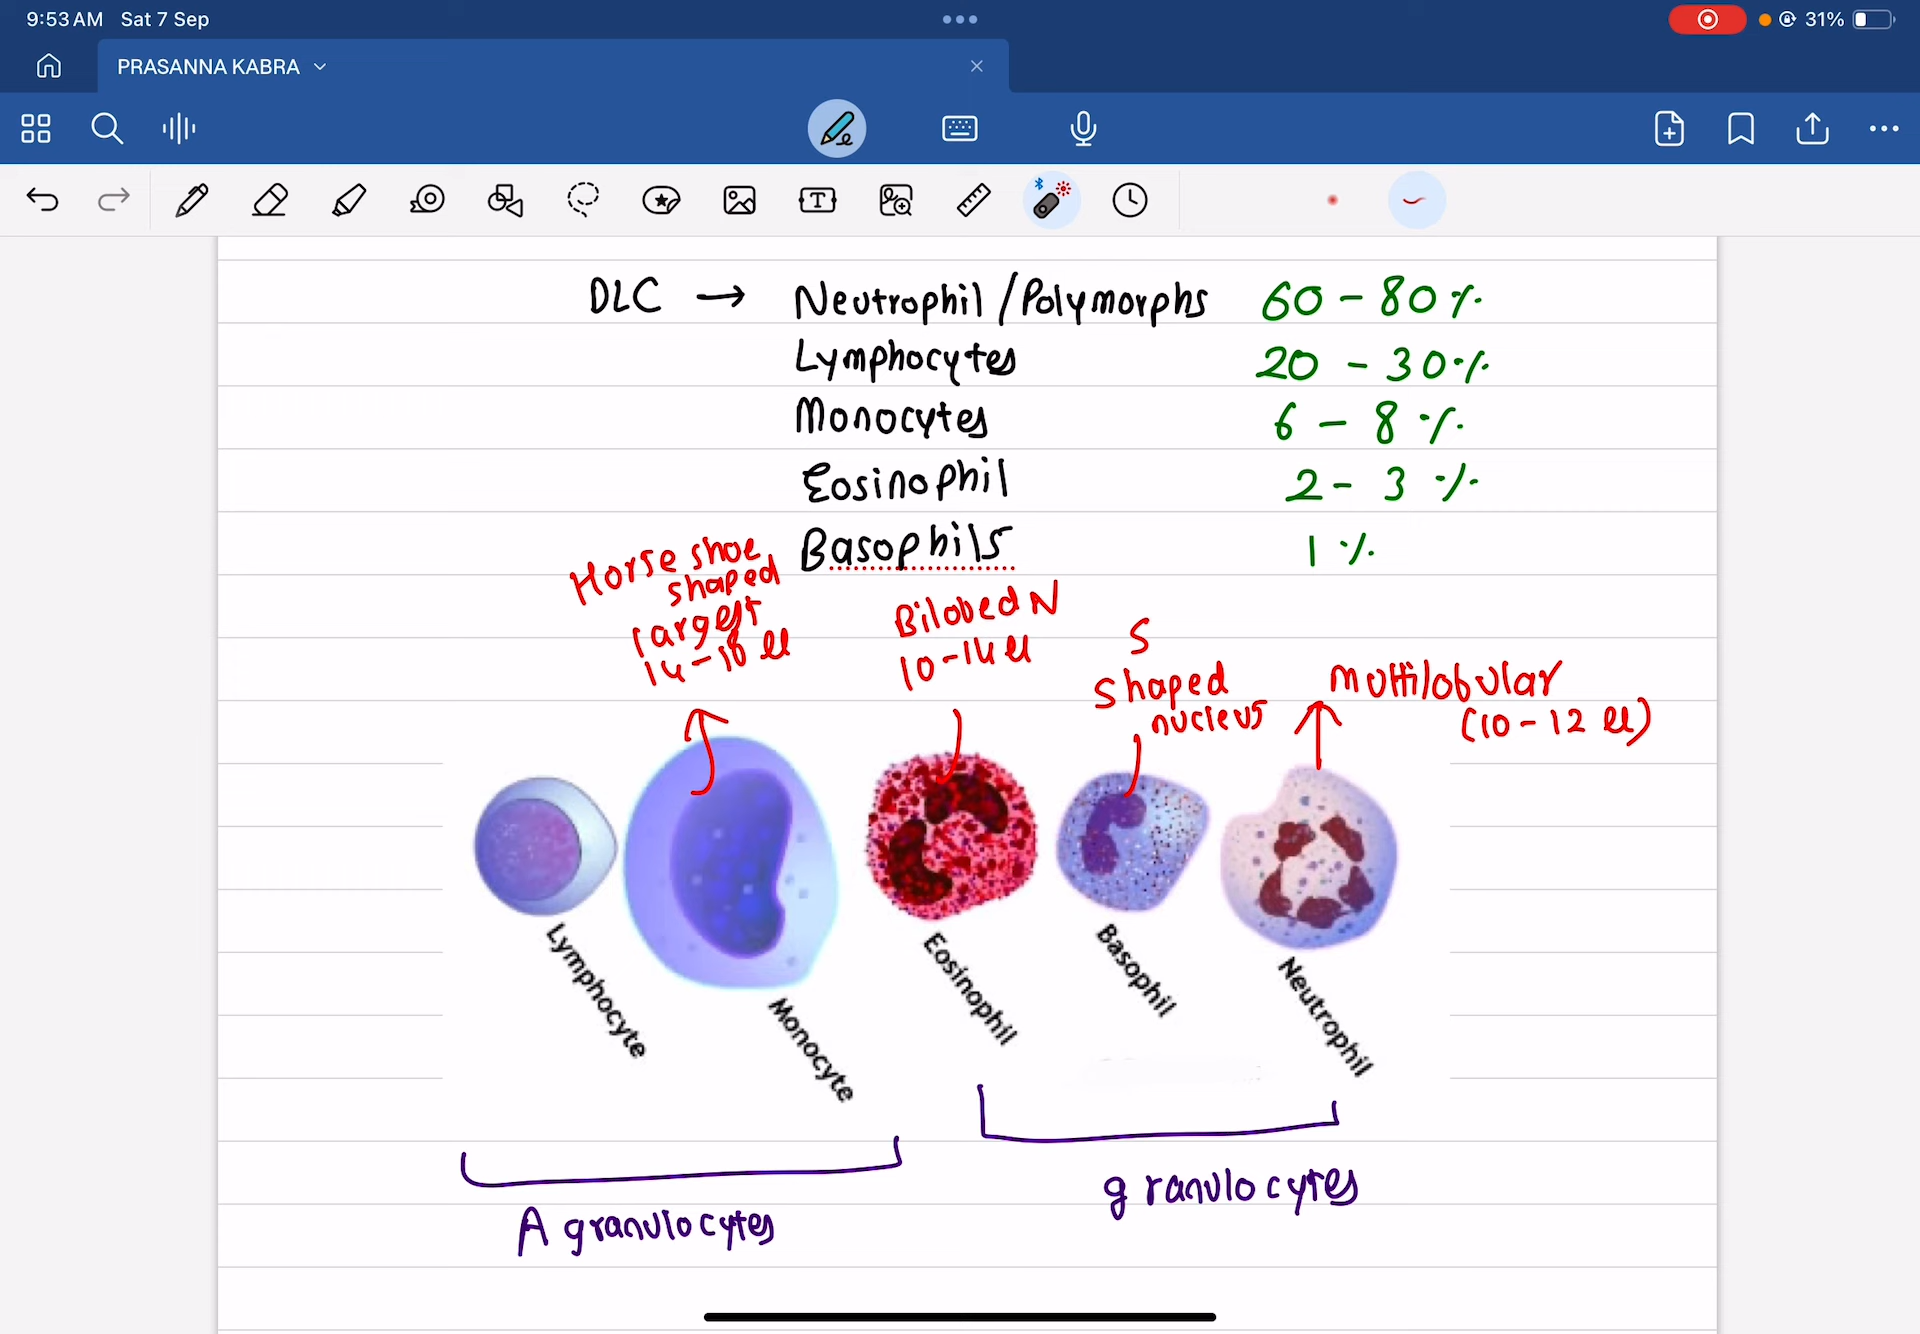 9:53 AM Sat 7 Sep
31%
PRASANNA KABRA
DLC → Neutrophil / Polymorphs 60 - 80 %
Lymphocytes 20 - 30 %
Monocytes 6 - 8 %
Eosinophil 2 - 3 %
Basophils 1 %
Horse shoe
shaped
largest
14-18 µ
Bilobed N
10-14 µ
S
shaped
nucleus
multilobular
(10 - 12 µ)
Lymphocyte
Monocyte
Eosinophil
Basophil
Neutrophil
A granulocytes
granulocytes